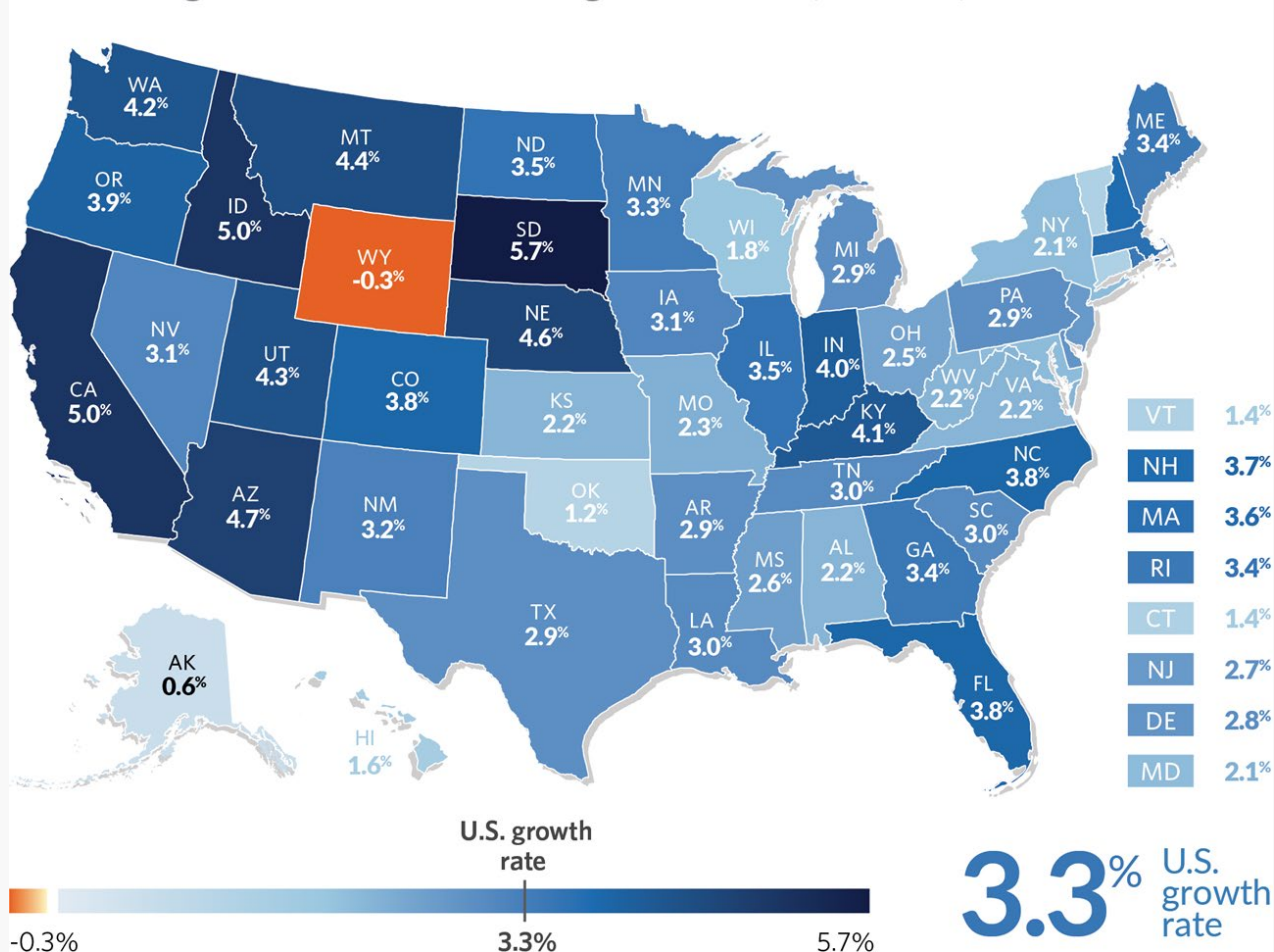 WA
4.2%
MT
4.4%
ND
3.5%
ME
3.4%
OR
3.9%
ID
5.0%
MN
3.3%
SD
5.7%
WI
1.8%
NY
2.1%
WY
-0.3%
MI
2.9%
IA
3.1%
PA
2.9%
NE
4.6%
NV
3.1%
UT
4.3%
IL
3.5%
IN
4.0%
OH
2.5%
CO
3.8%
WV
2.2%
VA
2.2%
CA
5.0%
KS
2.2%
MO
2.3%
KY
4.1%
VT 1.4%
NH 3.7%
MA 3.6%
RI 3.4%
CT 1.4%
NJ 2.7%
DE 2.8%
MD 2.1%
NC
3.8%
TN
3.0%
AZ
4.7%
NM
3.2%
OK
1.2%
AR
2.9%
SC
3.0%
MS
2.6%
AL
2.2%
GA
3.4%
TX
2.9%
LA
3.0%
AK
0.6%
FL
3.8%
HI
1.6%
U.S. growth
rate
-0.3% 3.3% 5.7%
3.3%
U.S.
growth
rate